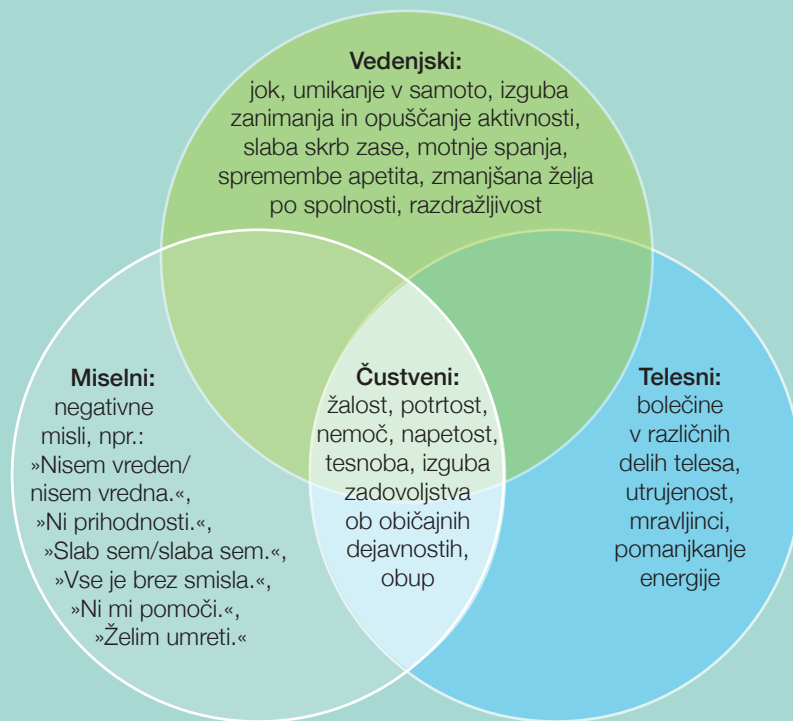 Vedenjski:
jok, umikanje v samoto, izguba
zanimanja in opuščanje aktivnosti,
slaba skrb zase, motnje spanja,
spremembe apetita, zmanjšana želja
po spolnosti, razdražljivost
Miselni:
negativne
misli, npr.:
»Nisem vreden/
nisem vredna.«,
»Ni prihodnosti.«,
»Slab sem/slaba sem.«,
»Vse je brez smisla.«,
»Ni mi pomoči.«,
»Želim umreti.«
Čustveni:
žalost, potrtost,
nemoč, napetost,
tesnoba, izguba
zadovoljstva
ob običajnih
dejavnostih,
obup
Telesni:
bolečine
v različnih
delih telesa,
utrujenost,
mravljinci,
pomanjkanje
energije